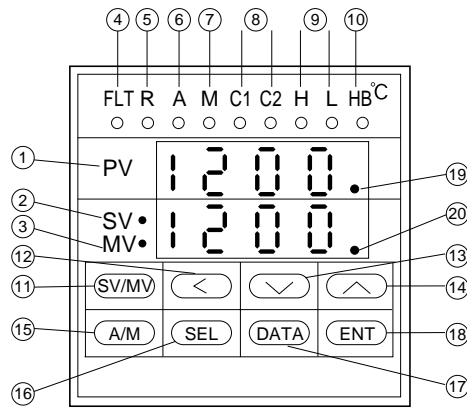 ④ ⑤ ⑥ ⑦ ⑧ ⑨ ⑩
FLT R A M C1 C2 H L HB℃
① PV 1200. ⑲
② SV • 1200. ⑳
③ MV •
⑫ ⑬
⑪ SV/MV < ∨ ∧ ⑭
⑮ A/M SEL DATA ENT ⑱
⑯ ⑰